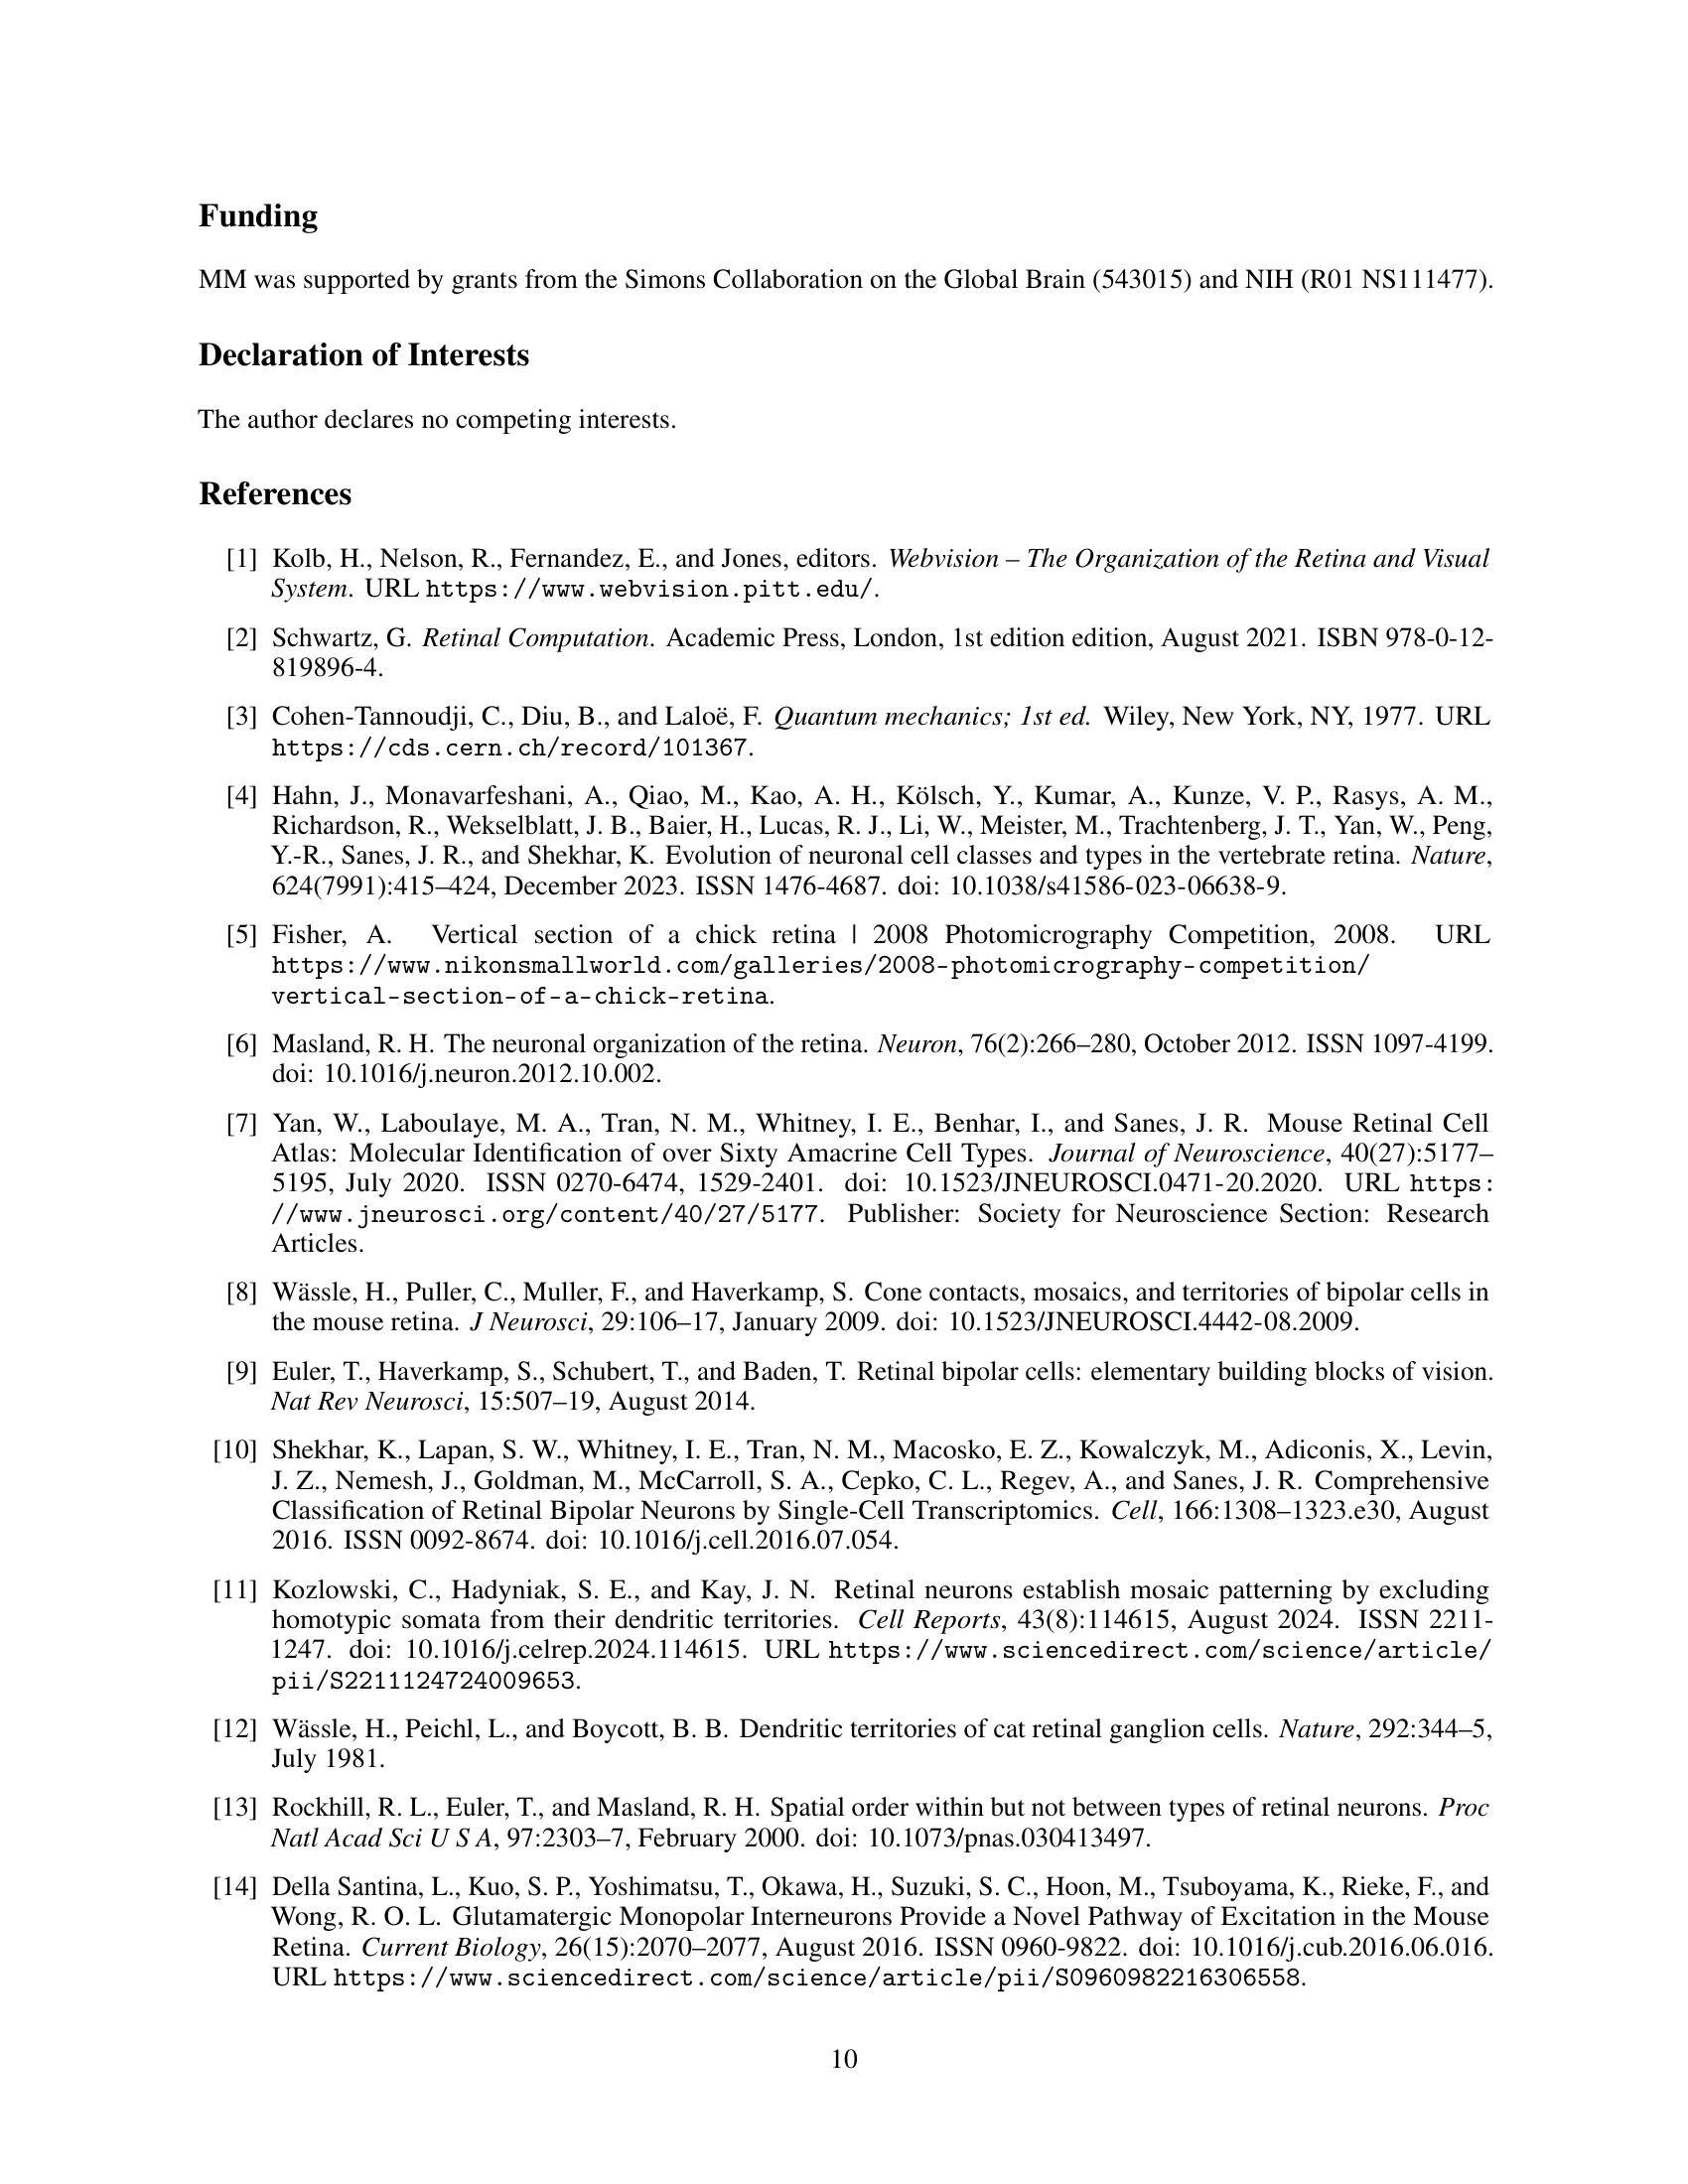 Funding
MM was supported by grants from the Simons Collaboration on the Global Brain (543015) and NIH (R01 NS111477).
Declaration of Interests
The author declares no competing interests.
References
[1] Kolb, H., Nelson, R., Fernandez, E., and Jones, editors. Webvision – The Organization of the Retina and Visual
System. URL https://www.webvision.pitt.edu/.
[2] Schwartz, G. Retinal Computation. Academic Press, London, 1st edition edition, August 2021. ISBN 978-0-12-
819896-4.
[3] Cohen-Tannoudji, C., Diu, B., and Laloë, F. Quantum mechanics; 1st ed. Wiley, New York, NY, 1977. URL
https://cds.cern.ch/record/101367.
[4] Hahn, J., Monavarfeshani, A., Qiao, M., Kao, A. H., Kölsch, Y., Kumar, A., Kunze, V. P., Rasys, A. M.,
Richardson, R., Wekselblatt, J. B., Baier, H., Lucas, R. J., Li, W., Meister, M., Trachtenberg, J. T., Yan, W., Peng,
Y.-R., Sanes, J. R., and Shekhar, K. Evolution of neuronal cell classes and types in the vertebrate retina. Nature,
624(7991):415–424, December 2023. ISSN 1476-4687. doi: 10.1038/s41586-023-06638-9.
[5] Fisher, A. Vertical section of a chick retina | 2008 Photomicrography Competition, 2008. URL
https://www.nikonsmallworld.com/galleries/2008-photomicrography-competition/
vertical-section-of-a-chick-retina.
[6] Masland, R. H. The neuronal organization of the retina. Neuron, 76(2):266–280, October 2012. ISSN 1097-4199.
doi: 10.1016/j.neuron.2012.10.002.
[7] Yan, W., Laboulaye, M. A., Tran, N. M., Whitney, I. E., Benhar, I., and Sanes, J. R. Mouse Retinal Cell
Atlas: Molecular Identification of over Sixty Amacrine Cell Types. Journal of Neuroscience, 40(27):5177–
5195, July 2020. ISSN 0270-6474, 1529-2401. doi: 10.1523/JNEUROSCI.0471-20.2020. URL https:
//www.jneurosci.org/content/40/27/5177. Publisher: Society for Neuroscience Section: Research
Articles.
[8] Wässle, H., Puller, C., Muller, F., and Haverkamp, S. Cone contacts, mosaics, and territories of bipolar cells in
the mouse retina. J Neurosci, 29:106–17, January 2009. doi: 10.1523/JNEUROSCI.4442-08.2009.
[9] Euler, T., Haverkamp, S., Schubert, T., and Baden, T. Retinal bipolar cells: elementary building blocks of vision.
Nat Rev Neurosci, 15:507–19, August 2014.
[10] Shekhar, K., Lapan, S. W., Whitney, I. E., Tran, N. M., Macosko, E. Z., Kowalczyk, M., Adiconis, X., Levin,
J. Z., Nemesh, J., Goldman, M., McCarroll, S. A., Cepko, C. L., Regev, A., and Sanes, J. R. Comprehensive
Classification of Retinal Bipolar Neurons by Single-Cell Transcriptomics. Cell, 166:1308–1323.e30, August
2016. ISSN 0092-8674. doi: 10.1016/j.cell.2016.07.054.
[11] Kozlowski, C., Hadyniak, S. E., and Kay, J. N. Retinal neurons establish mosaic patterning by excluding
homotypic somata from their dendritic territories. Cell Reports, 43(8):114615, August 2024. ISSN 2211-
1247. doi: 10.1016/j.celrep.2024.114615. URL https://www.sciencedirect.com/science/article/
pii/S2211124724009653.
[12] Wässle, H., Peichl, L., and Boycott, B. B. Dendritic territories of cat retinal ganglion cells. Nature, 292:344–5,
July 1981.
[13] Rockhill, R. L., Euler, T., and Masland, R. H. Spatial order within but not between types of retinal neurons. Proc
Natl Acad Sci U S A, 97:2303–7, February 2000. doi: 10.1073/pnas.030413497.
[14] Della Santina, L., Kuo, S. P., Yoshimatsu, T., Okawa, H., Suzuki, S. C., Hoon, M., Tsuboyama, K., Rieke, F., and
Wong, R. O. L. Glutamatergic Monopolar Interneurons Provide a Novel Pathway of Excitation in the Mouse
Retina. Current Biology, 26(15):2070–2077, August 2016. ISSN 0960-9822. doi: 10.1016/j.cub.2016.06.016.
URL https://www.sciencedirect.com/science/article/pii/S0960982216306558.
10